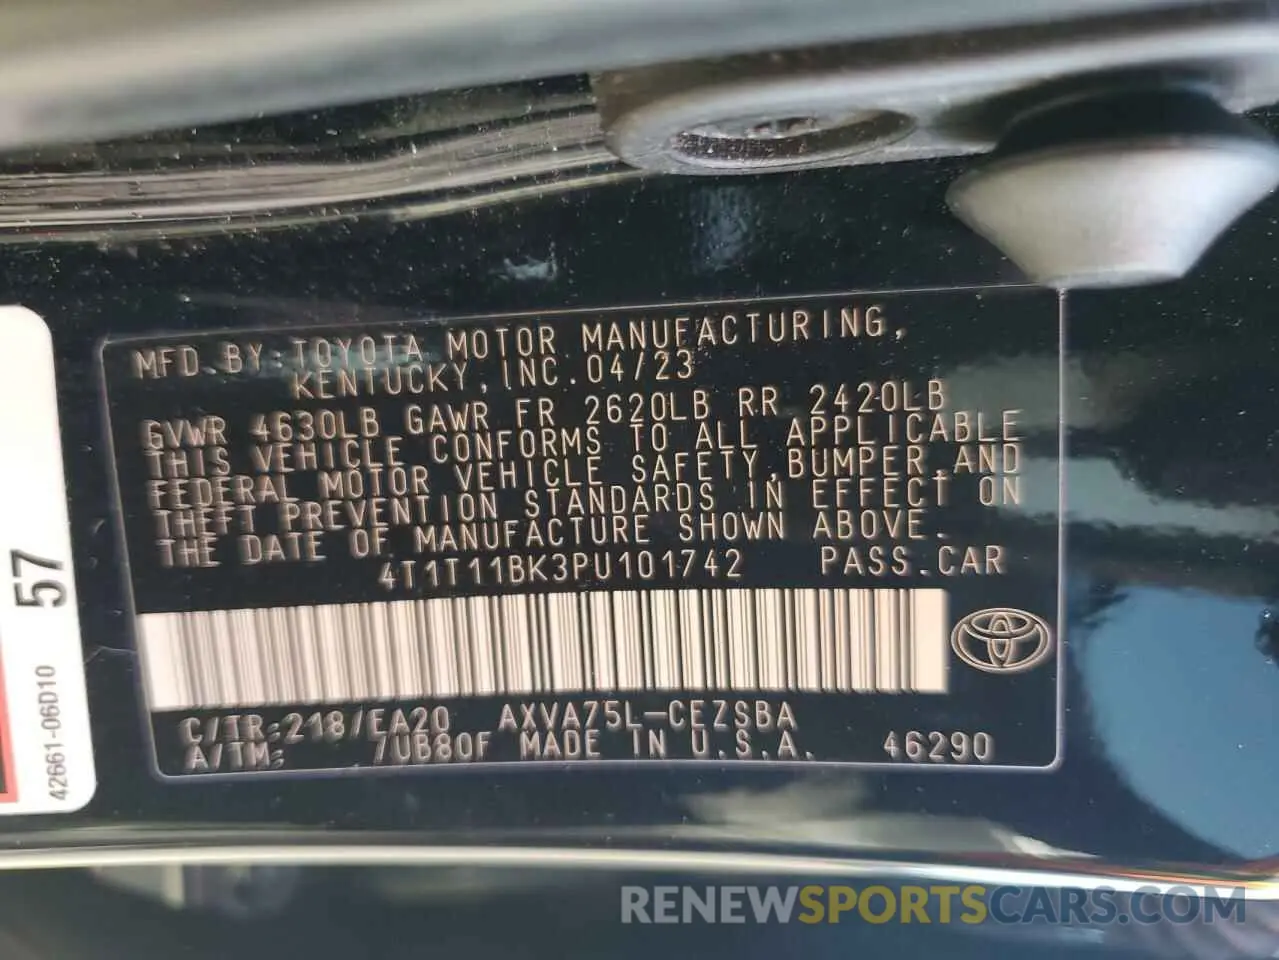 MFD.BY:TOYOTA MOTOR MANUFACTURING,
KENTUCKY, INC. 04/23
GVWR 4630LB GAWR FR 2620LB RR 2420LB
THIS VEHICLE CONFORMS TO ALL APPLICABLE
FEDERAL MOTOR VEHICLE SAFETY,BUMPER,AND
THEFT PREVENTION STANDARDS IN EFFECT ON
THE DATE OF MANUFACTURE SHOWN ABOVE.
4T1T11BK3PU101742 PASS.CAR
C/TR:218/EA20 AXVA75L-CEZSBA
A/TM: /UB80F MADE IN U.S.A. 46290
57
42661-06D10
RENEWSPORTSCARS.COM